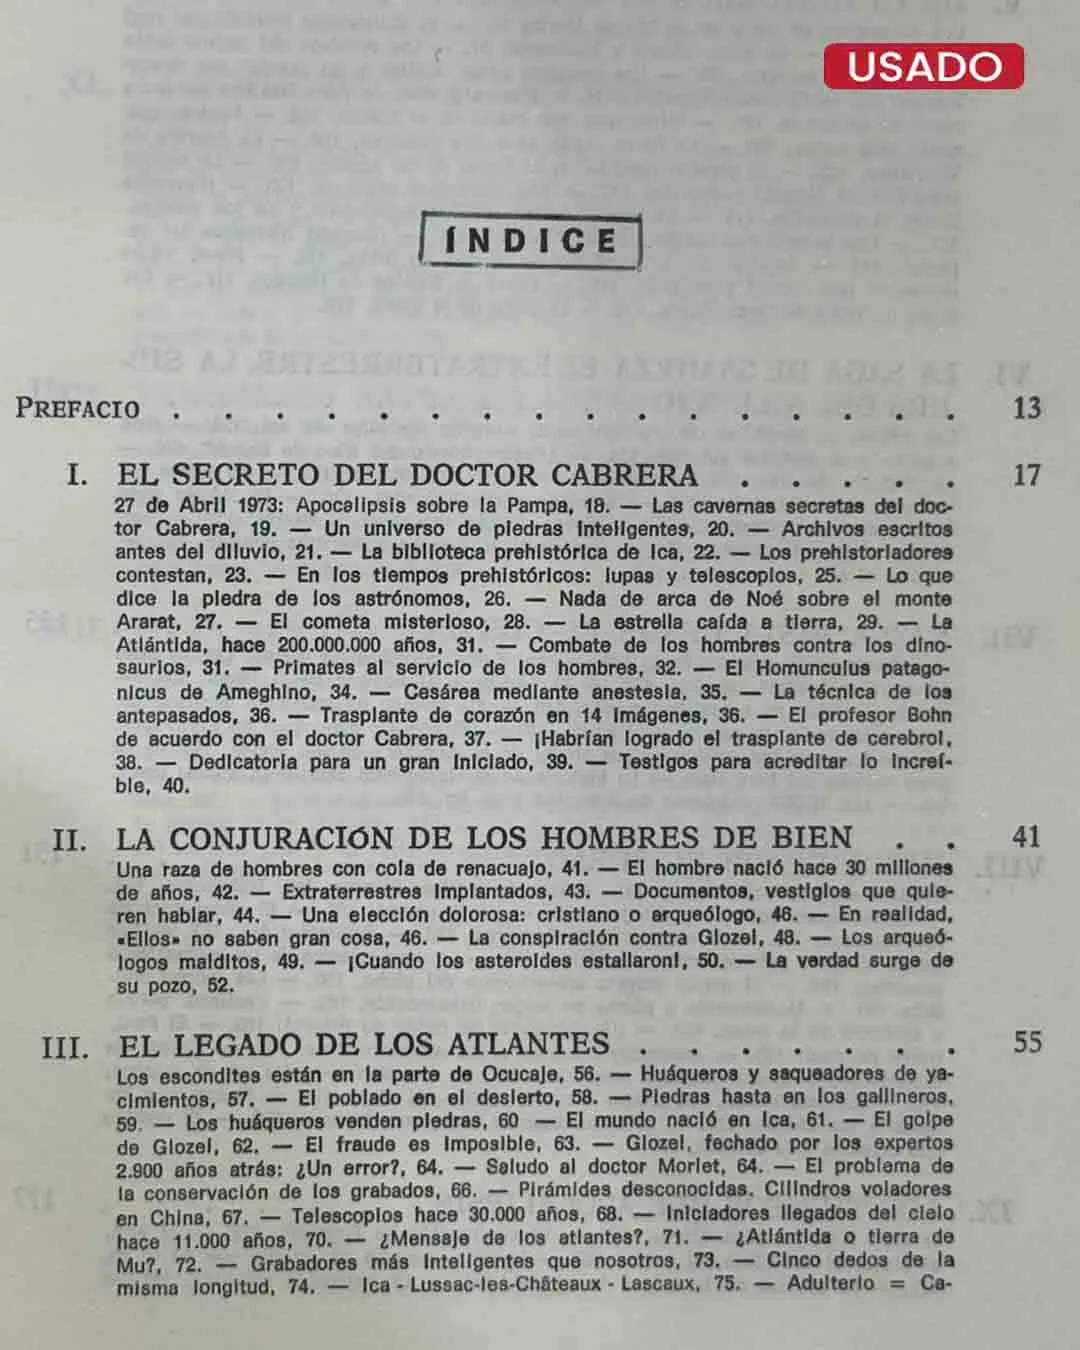 USADO
ÍNDICE
PREFACIO . . . . . . . . . . . . . . . . . . 13
I. EL SECRETO DEL DOCTOR CABRERA . . . . . 17
27 de Abril 1973: Apocalipsis sobre la Pampa, 18. — Las cavernas secretas del doc-
tor Cabrera, 19. — Un universo de piedras inteligentes, 20. — Archivos escritos
antes del diluvio, 21. — La biblioteca prehistórica de Ica, 22. — Los prehistoriadores
contestan, 23. — En los tiempos prehistóricos: lupas y telescopios, 25. — Lo que
dice la piedra de los astrónomos, 26. — Nada de arca de Noé sobre el monte
Ararat, 27. — El cometa misterioso, 28. — La estrella caída a tierra, 29. — La
Atlántida, hace 200.000.000 años, 31. — Combate de los hombres contra los dino-
saurios, 31. — Primates al servicio de los hombres, 32. — El Homunculus patago-
nicus de Ameghino, 34. — Cesárea mediante anestesia, 35. — La técnica de los
antepasados, 36. — Trasplante de corazón en 14 imágenes, 36. — El profesor Bohn
de acuerdo con el doctor Cabrera, 37. — ¡Habrían logrado el trasplante de cerebro!,
38. — Dedicatoria para un gran Iniciado, 39. — Testigos para acreditar lo increí-
ble, 40.
II. LA CONJURACIÓN DE LOS HOMBRES DE BIEN . . 41
Una raza de hombres con cola de renacuajo, 41. — El hombre nació hace 30 millones
de años, 42. — Extraterrestres implantados, 43. — Documentos, vestigios que quie-
ren hablar, 44. — Una elección dolorosa: cristiano o arqueólogo, 46. — En realidad,
«Ellos» no saben gran cosa, 46. — La conspiración contra Glozel, 48. — Los arqueó-
logos malditos, 49. — ¡Cuando los asteroides estallaron!, 50. — La verdad surge de
su pozo, 52.
III. EL LEGADO DE LOS ATLANTES . . . . . . . 55
Los escondites están en la parte de Ocucaje, 56. — Huáqueros y saqueadores de ya-
cimientos, 57. — El poblado en el desierto, 58. — Piedras hasta en los gallineros,
59. — Los huáqueros venden piedras, 60 — El mundo nació en Ica, 61. — El golpe
de Glozel, 62. — El fraude es imposible, 63. — Glozel, fechado por los expertos
2.900 años atrás: ¿Un error?, 64. — Saludo al doctor Morlet, 64. — El problema de
la conservación de los grabados, 66. — Pirámides desconocidas. Cilindros voladores
en China, 67. — Telescopios hace 30.000 años, 68. — Iniciadores llegados del cielo
hace 11.000 años, 70. — ¿Mensaje de los atlantes?, 71. — ¿Atlántida o tierra de
Mu?, 72. — Grabadores más inteligentes que nosotros, 73. — Cinco dedos de la
misma longitud, 74. — Ica - Lussac-les-Châteaux - Lascaux, 75. — Adulterio = Ca-